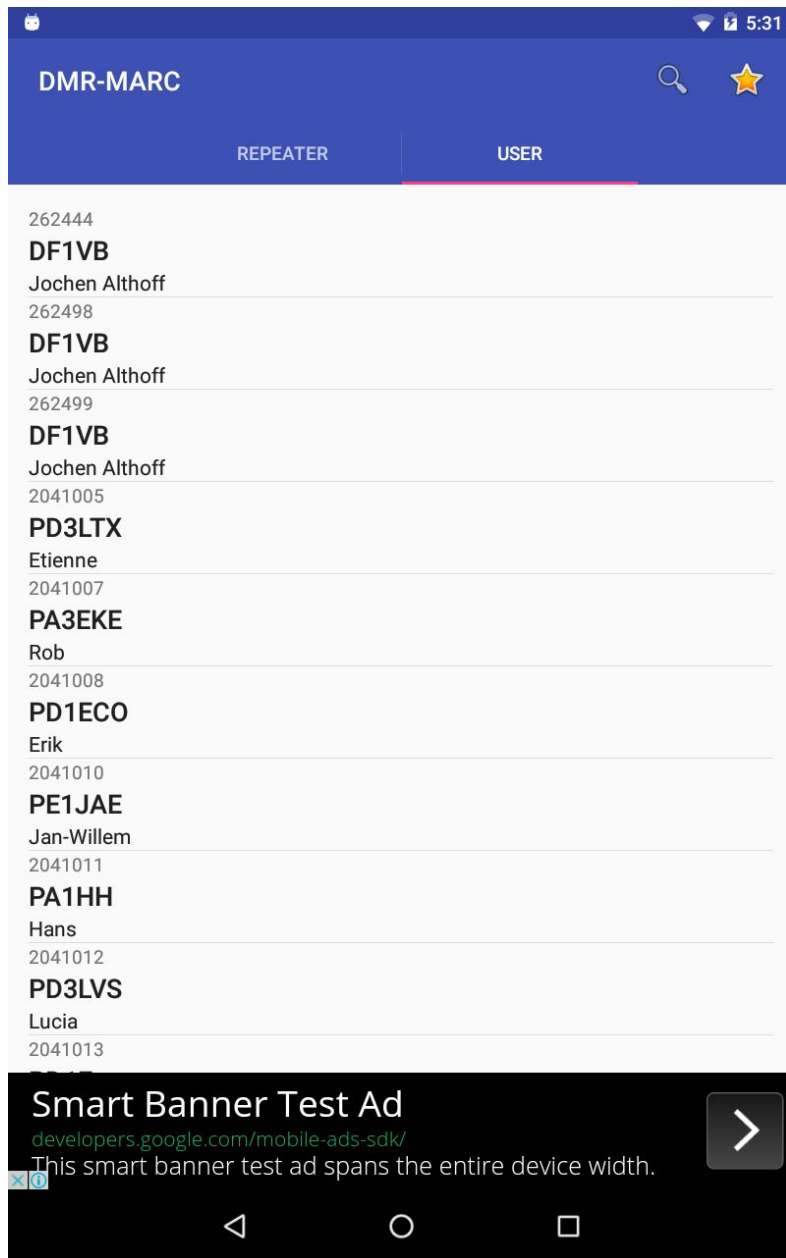 5:31
DMR-MARC
REPEATER USER
262444
DF1VB
Jochen Althoff
262498
DF1VB
Jochen Althoff
262499
DF1VB
Jochen Althoff
2041005
PD3LTX
Etienne
2041007
PA3EKE
Rob
2041008
PD1ECO
Erik
2041010
PE1JAE
Jan-Willem
2041011
PA1HH
Hans
2041012
PD3LVS
Lucia
2041013
Smart Banner Test Ad
developers.google.com/mobile-ads-sdk/
This smart banner test ad spans the entire device width.